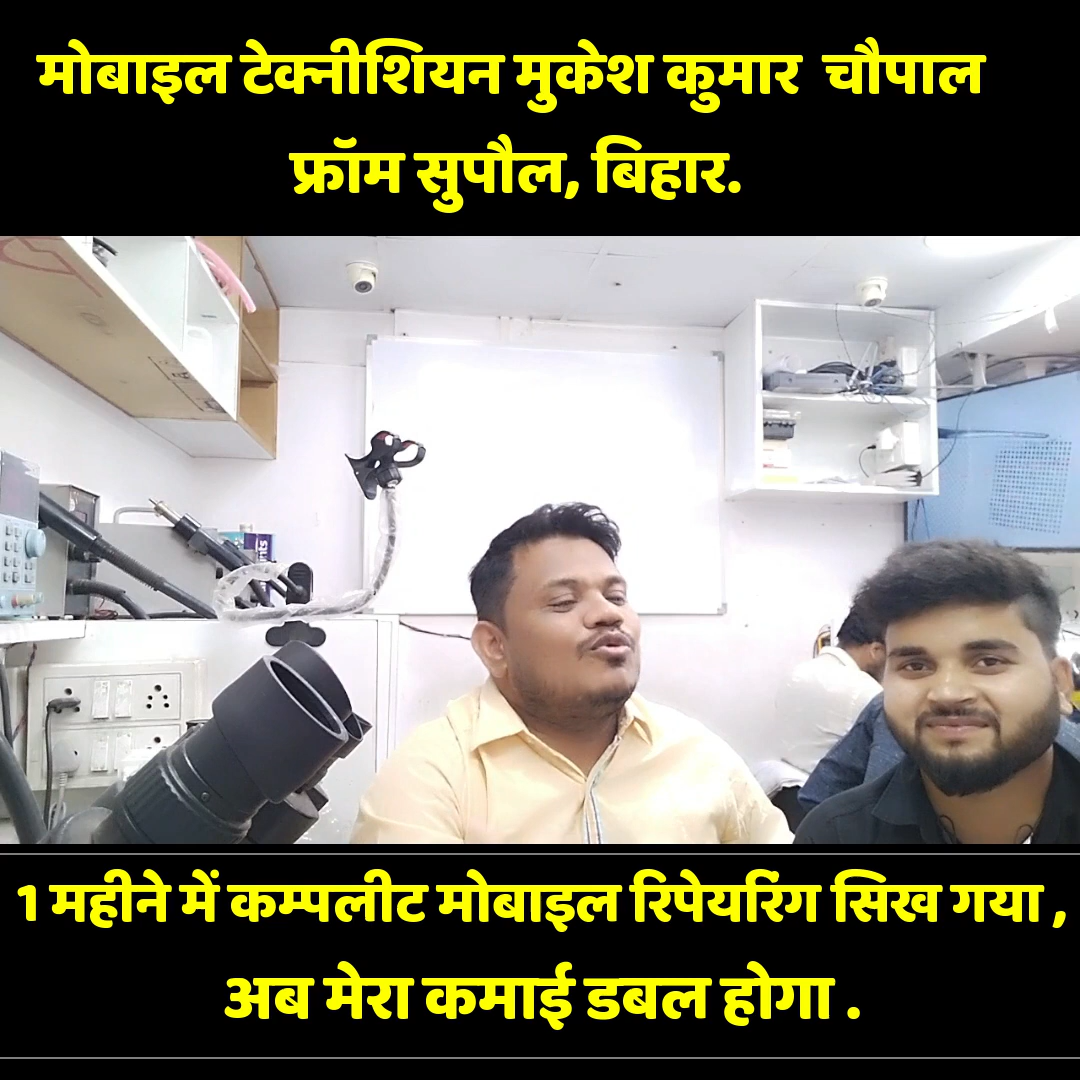 मोबाइल टेक्नीशियन मुकेश कुमार चौपाल
फ्रॉम सुपौल, बिहार.
1 महीने में कम्पलीट मोबाइल रिपेयरिंग सिख गया ,
अब मेरा कमाई डबल होगा .